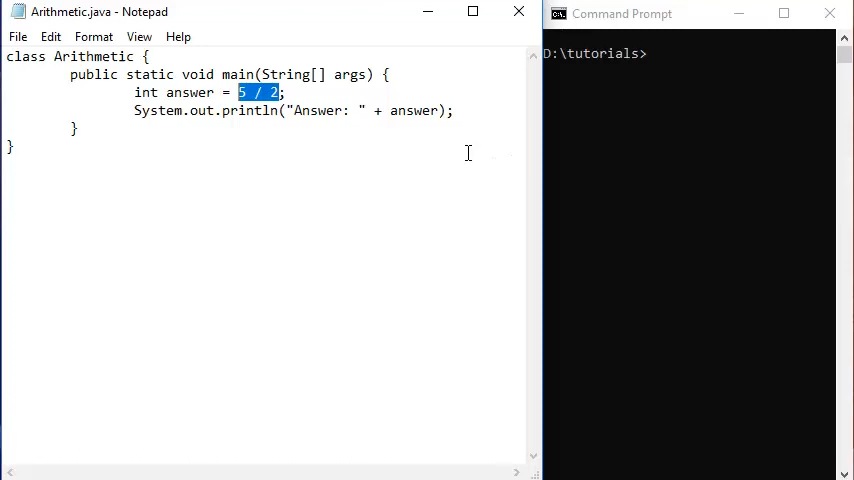 Arithmetic.java - Notepad
File Edit Format View Help
class Arithmetic {
public static void main(String[] args) {
int answer = 5 / 2;
System.out.println("Answer: " + answer);
}
}
Command Prompt
D:\tutorials>